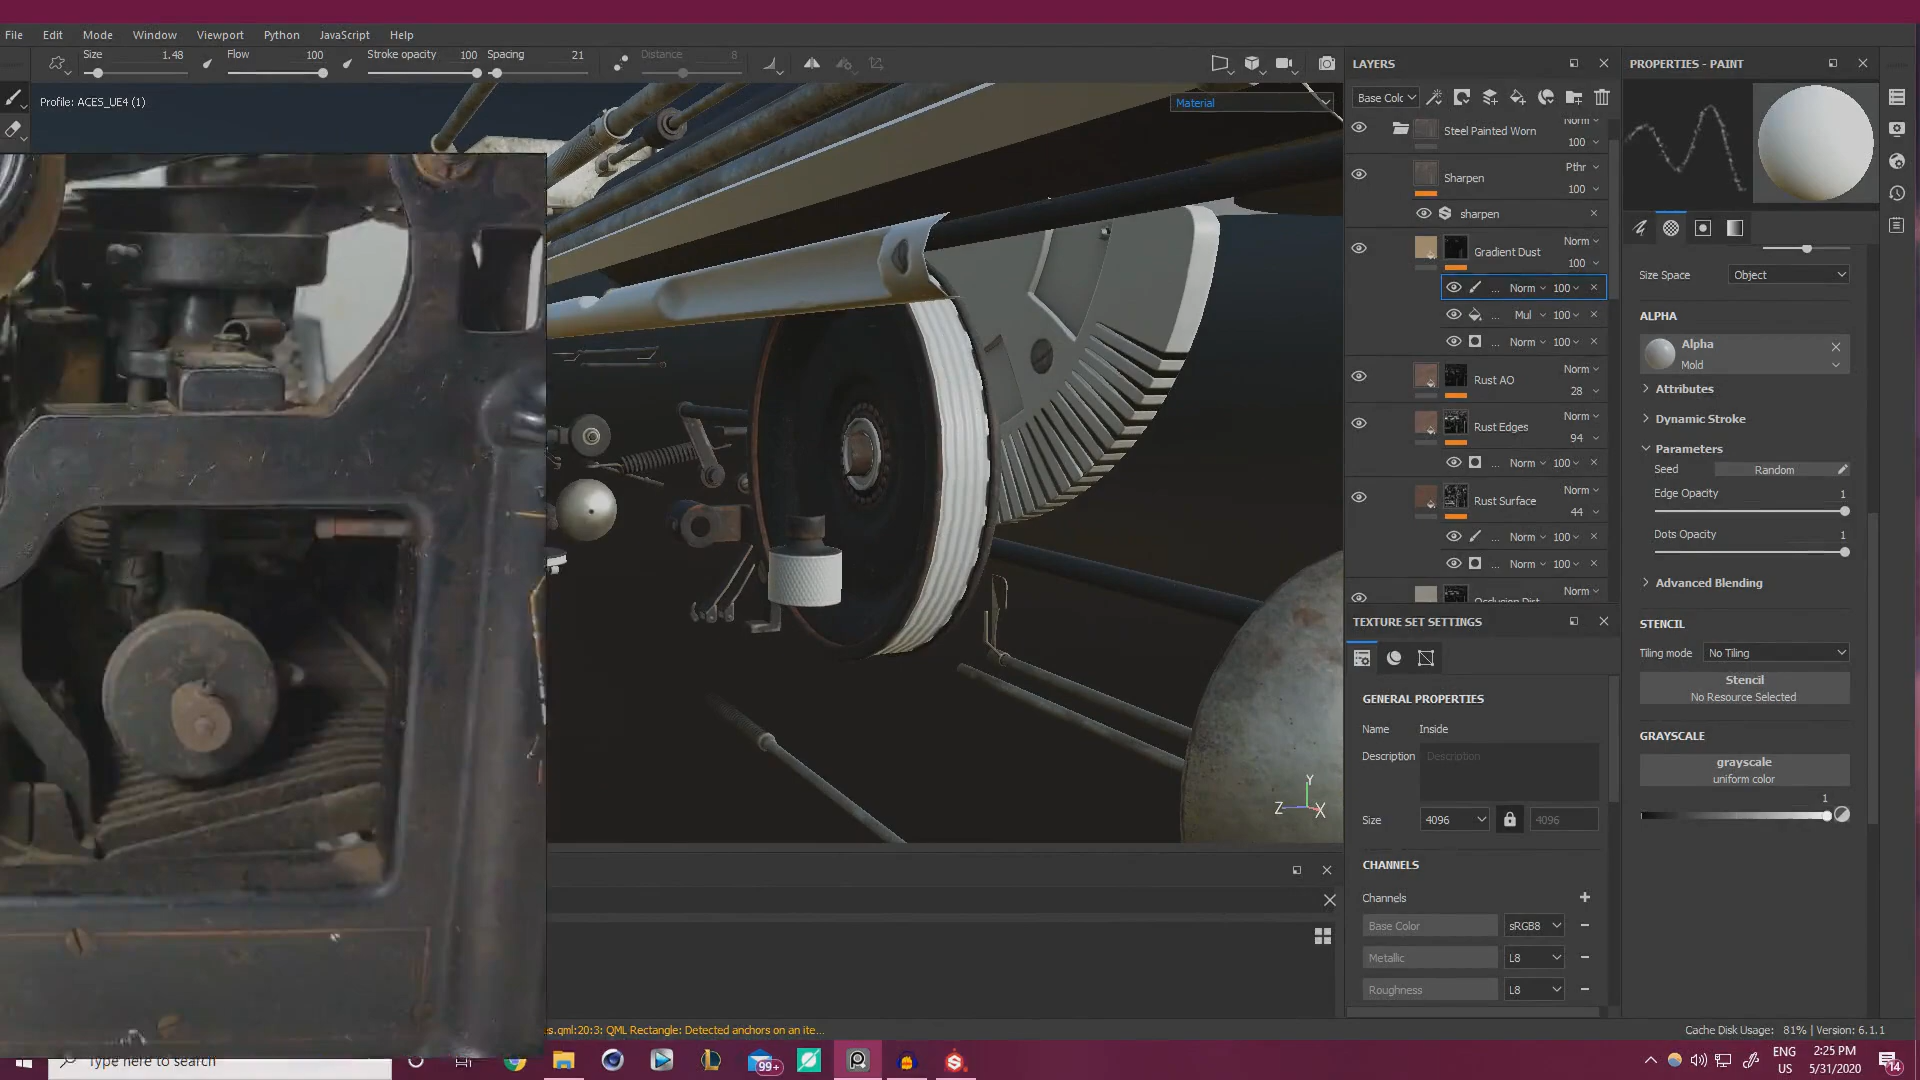 File Edit Mode Window Viewport Python JavaScript Help
Size 1.48 Flow 100 Stroke opacity 100 Spacing 21 Distance 8
Profile: ACES_UE4 (1)
Material
LAYERS
Base Colc
Steel Painted Worn Norm
100
Sharpen Pthr
100
sharpen
Gradient Dust Norm
100
... Norm 100
... Mul 100
... Norm 100
Rust AO Norm
28
Rust Edges Norm
94
... Norm 100
Rust Surface Norm
44
... Norm 100
... Norm 100
Norm
TEXTURE SET SETTINGS
GENERAL PROPERTIES
Name Inside
Description Description
Size 4096 4096
CHANNELS
Channels
Base Color sRGB8
Metallic L8
Roughness L8
PROPERTIES - PAINT
Size Space Object
ALPHA
Alpha
Mold
Attributes
Dynamic Stroke
Parameters
Seed Random
Edge Opacity 1
Dots Opacity 1
Advanced Blending
STENCIL
Tiling mode No Tiling
Stencil
No Resource Selected
GRAYSCALE
grayscale
uniform color
1
Y
Z X
s.qml:20:3: QML Rectangle: Detected anchors on an ite...
Cache Disk Usage: 81% | Version: 6.1.1
Type here to search
99+
ENG
US
2:25 PM
5/31/2020
14